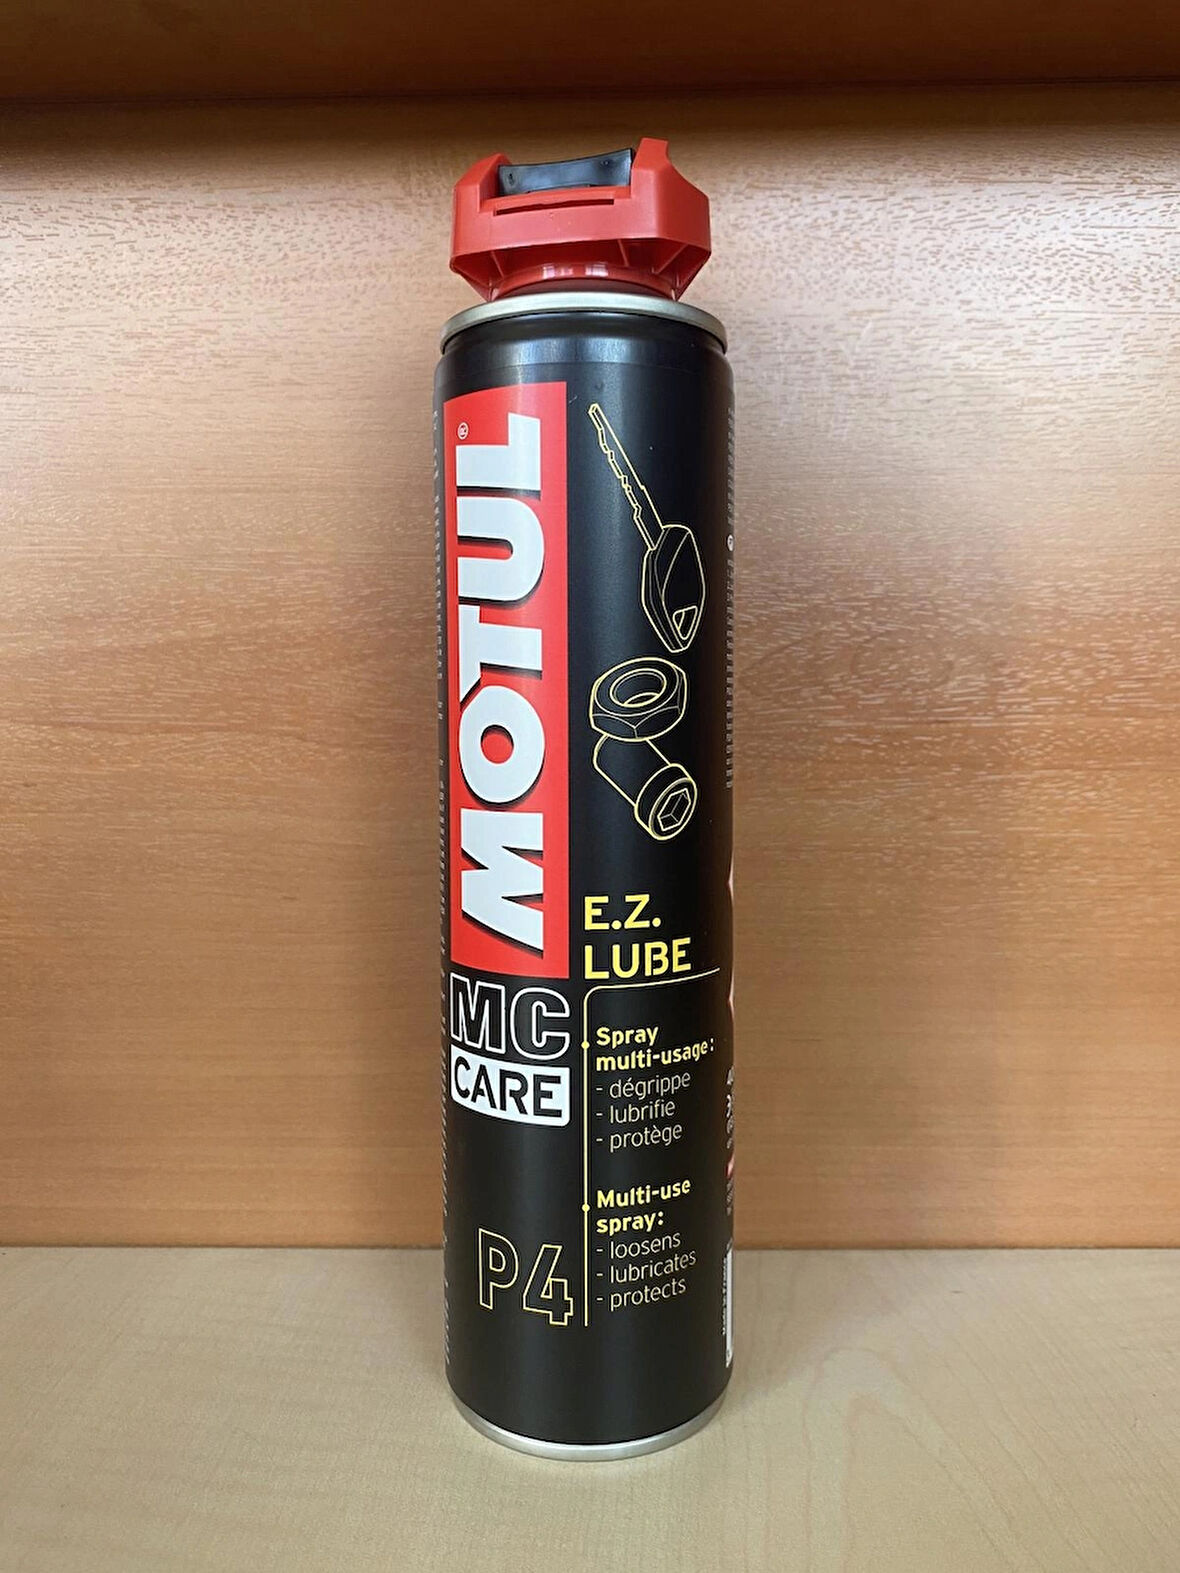 MOTUL®
MC
CARE
P4
E.Z.
LUBE
Spray
multi-usage:
- dégrippe
- lubrifie
- protège
Multi-use
spray:
- loosens
- lubricates
- protects